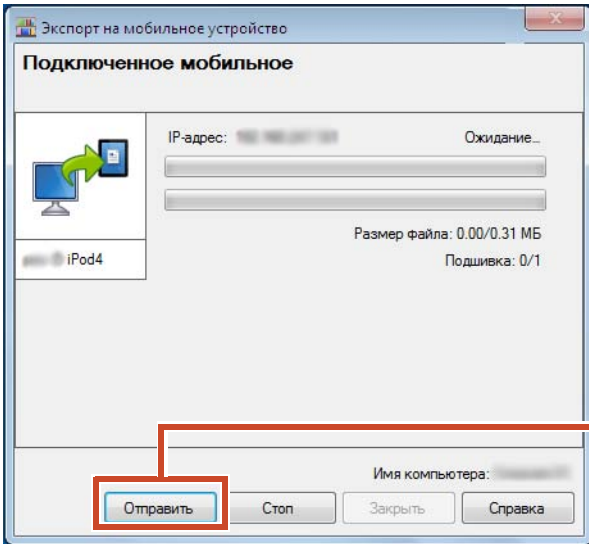 Экспорт на мобильное устройство
Подключенное мобильное
IP-адрес:
Ожидание...
Размер файла: 0.00/0.31 МБ
iPod4
Подшивка: 0/1
Имя компьютера:
Отправить
Стоп
Закрыть
Справка